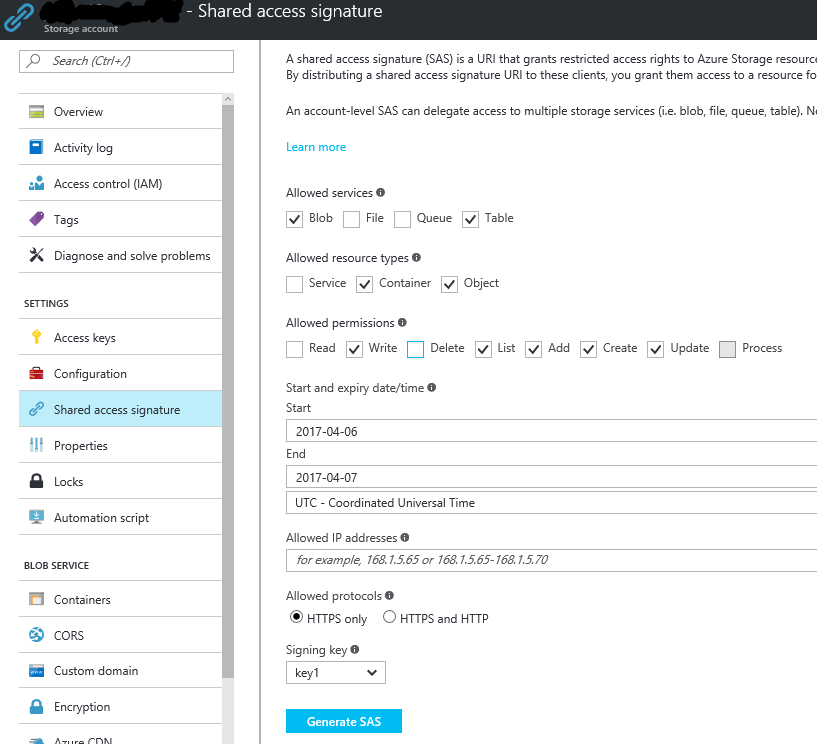 - Shared access signature
Storage account
Search (Ctrl+/)
Overview
Activity log
Access control (IAM)
Tags
Diagnose and solve problems
SETTINGS
Access keys
Configuration
Shared access signature
Properties
Locks
Automation script
BLOB SERVICE
Containers
CORS
Custom domain
Encryption
Azure CDN
A shared access signature (SAS) is a URI that grants restricted access rights to Azure Storage resource
By distributing a shared access signature URI to these clients, you grant them access to a resource fo
An account-level SAS can delegate access to multiple storage services (i.e. blob, file, queue, table). No
Learn more
Allowed services
Blob File Queue Table
Allowed resource types
Service Container Object
Allowed permissions
Read Write Delete List Add Create Update Process
Start and expiry date/time
Start
2017-04-06
End
2017-04-07
UTC - Coordinated Universal Time
Allowed IP addresses
for example, 168.1.5.65 or 168.1.5.65-168.1.5.70
Allowed protocols
HTTPS only HTTPS and HTTP
Signing key
key1
Generate SAS